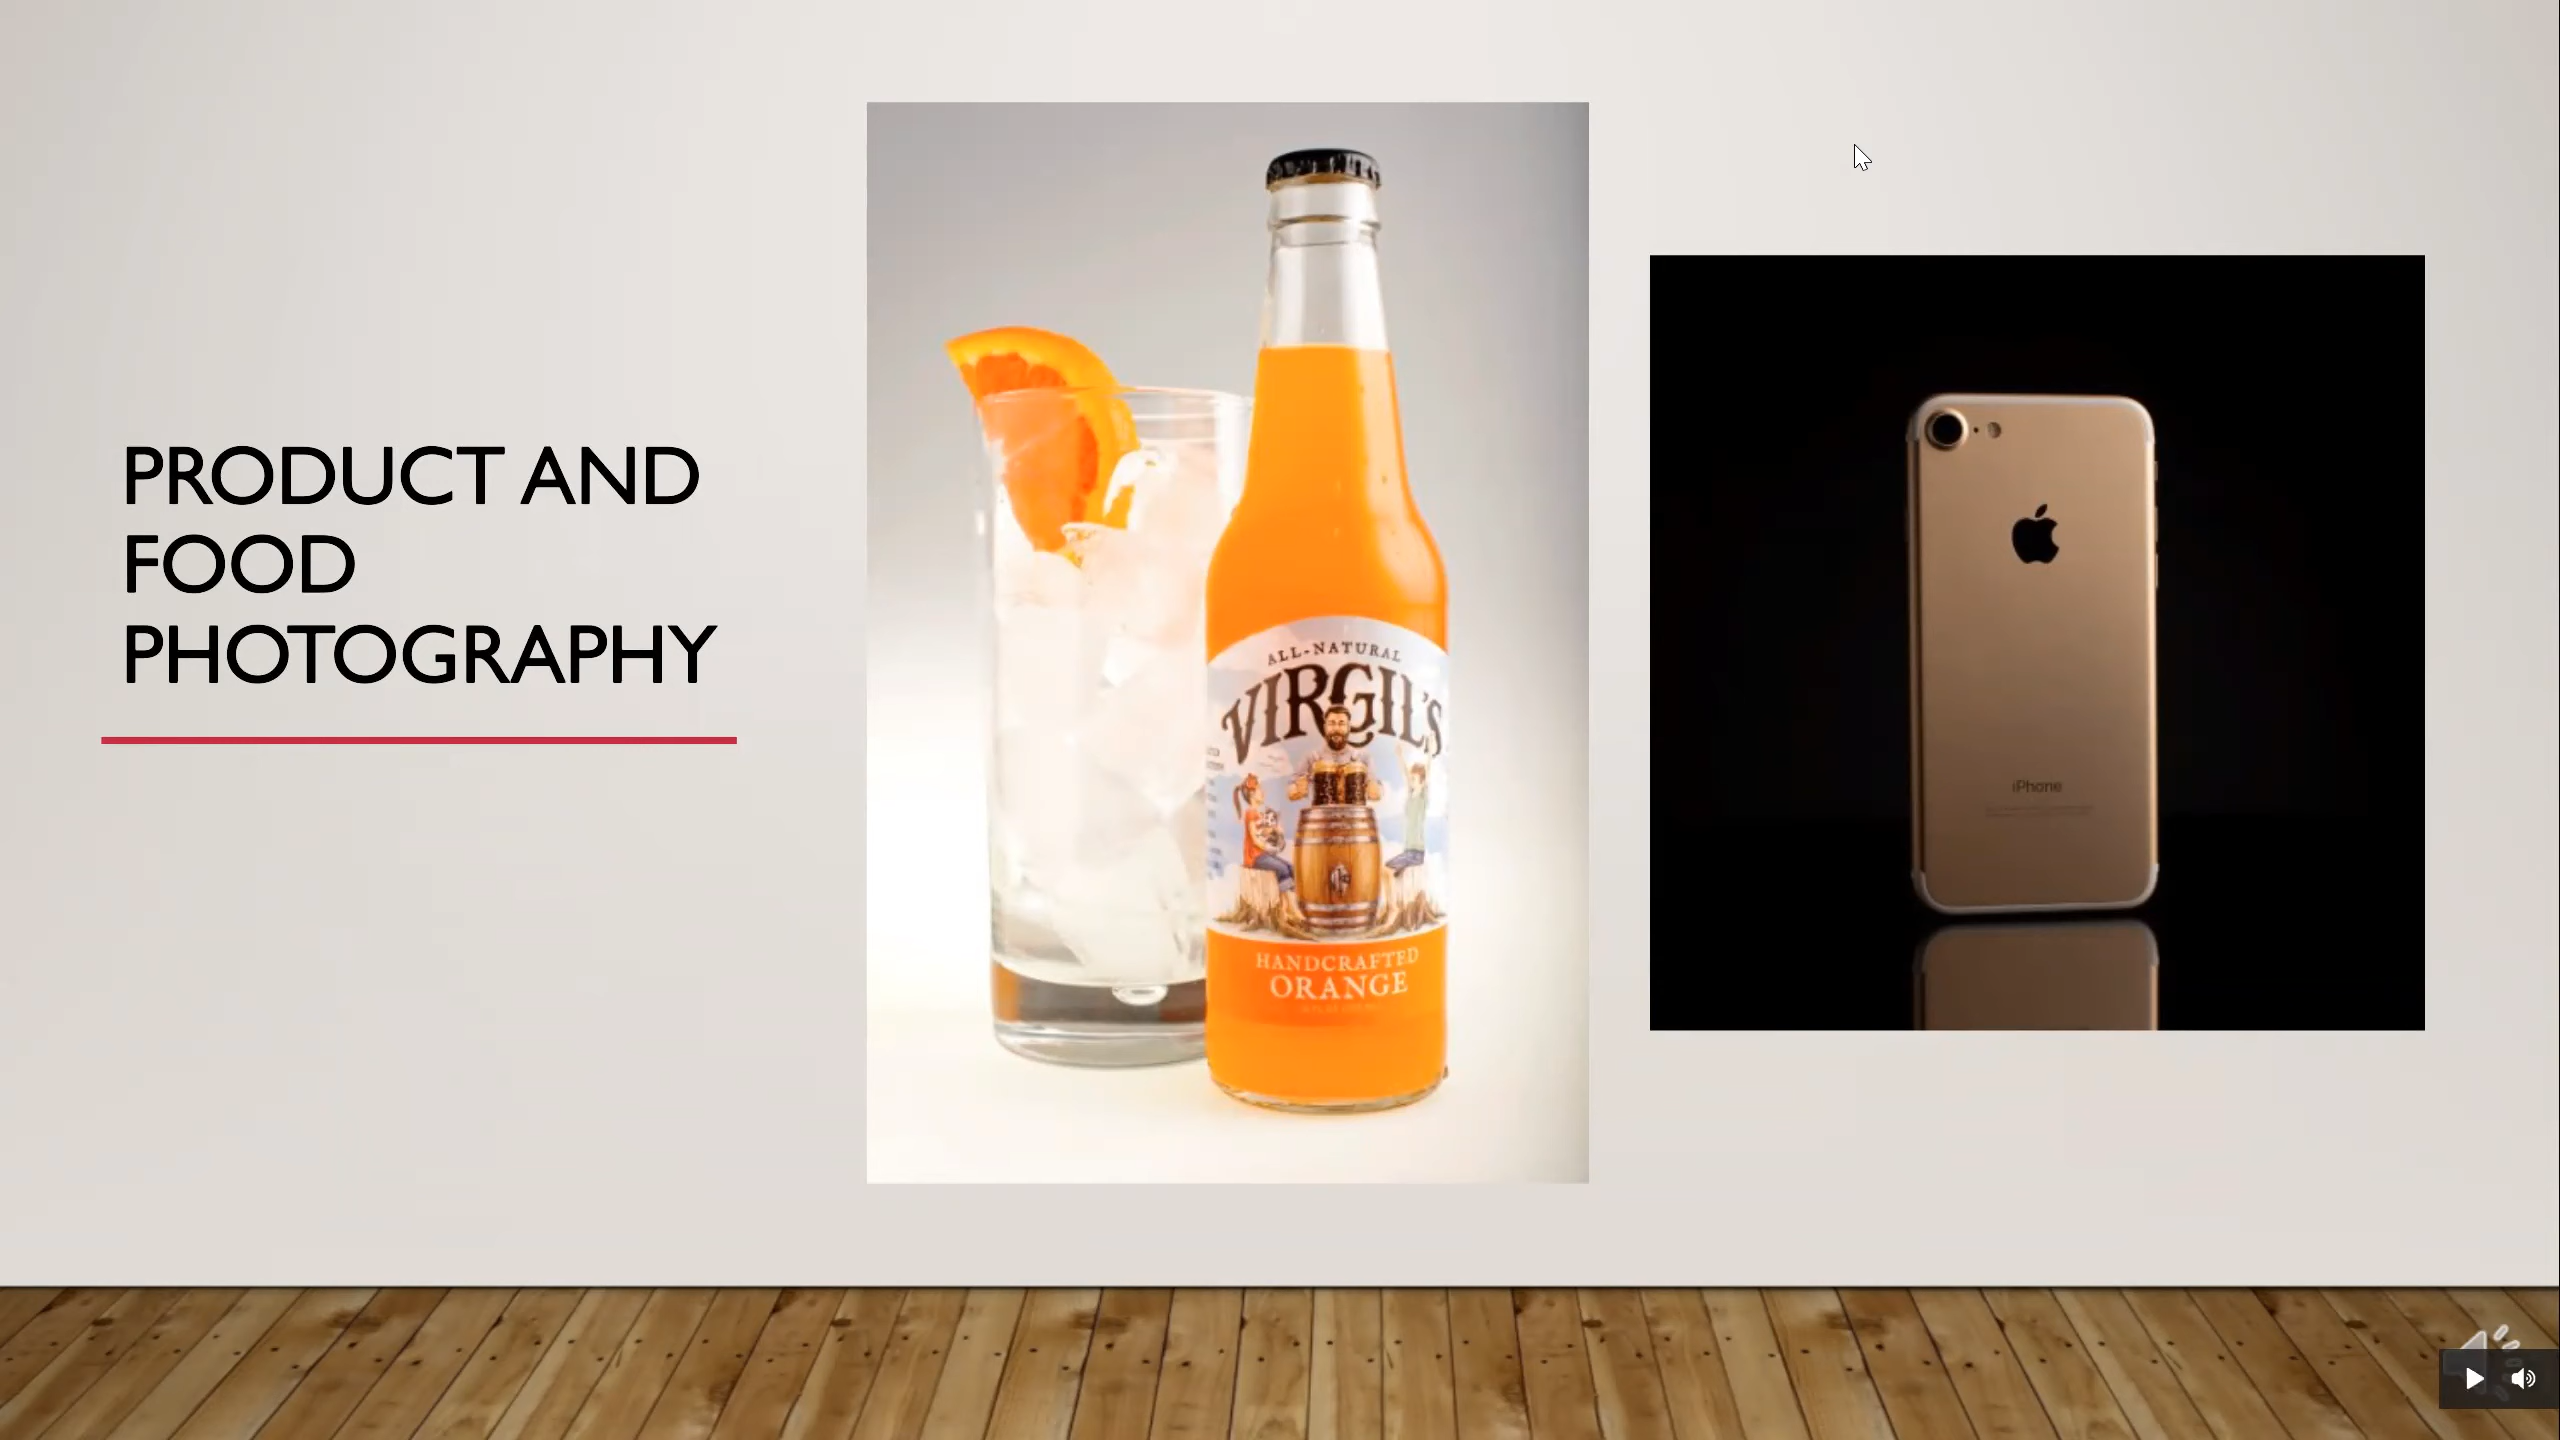 PRODUCT AND
FOOD
PHOTOGRAPHY
ALL-NATURAL
VIRGIL'S
HANDCRAFTED
ORANGE
iPhone